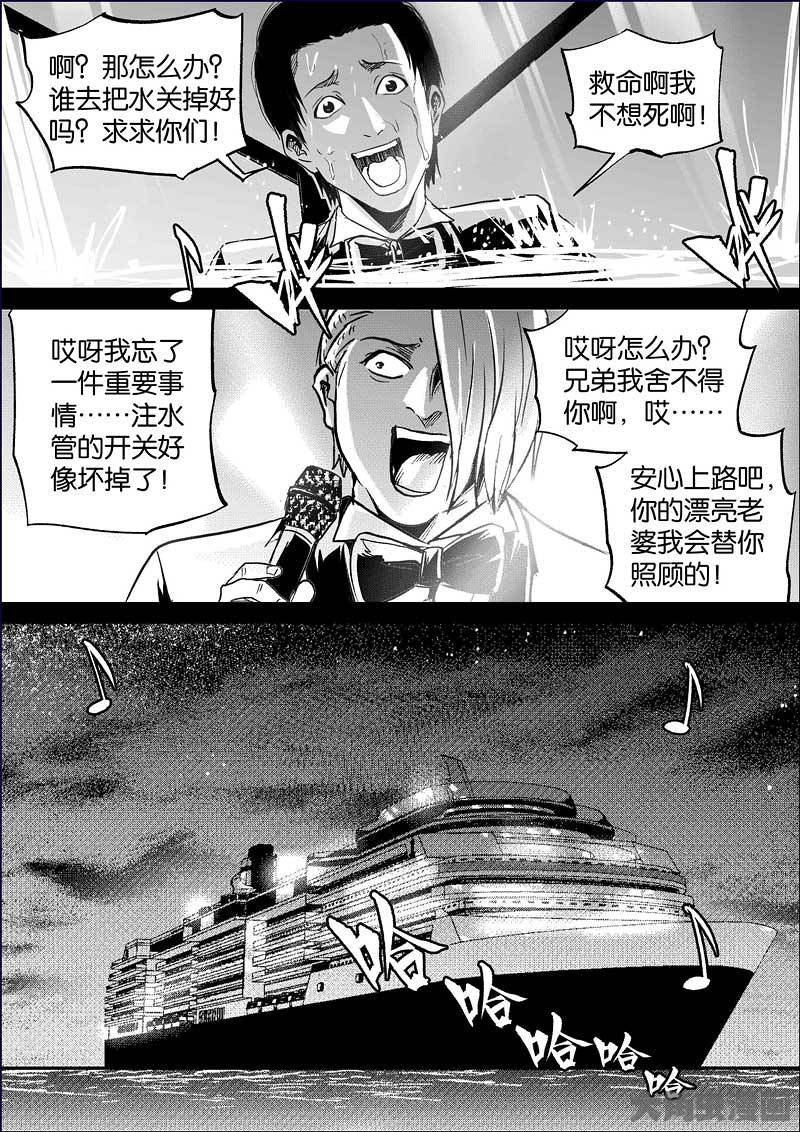 啊？那怎么办？
谁去把水关掉好
吗？求求你们！
救命啊我
不想死啊！
哎呀我忘了
一件重要事
情……注水
管的开关好
像坏掉了！
哎呀怎么办？
兄弟我舍不得
你啊，哎……
安心上路吧，
你的漂亮老
婆我会替你
照顾的！
哈
哈
哈
哈
哈